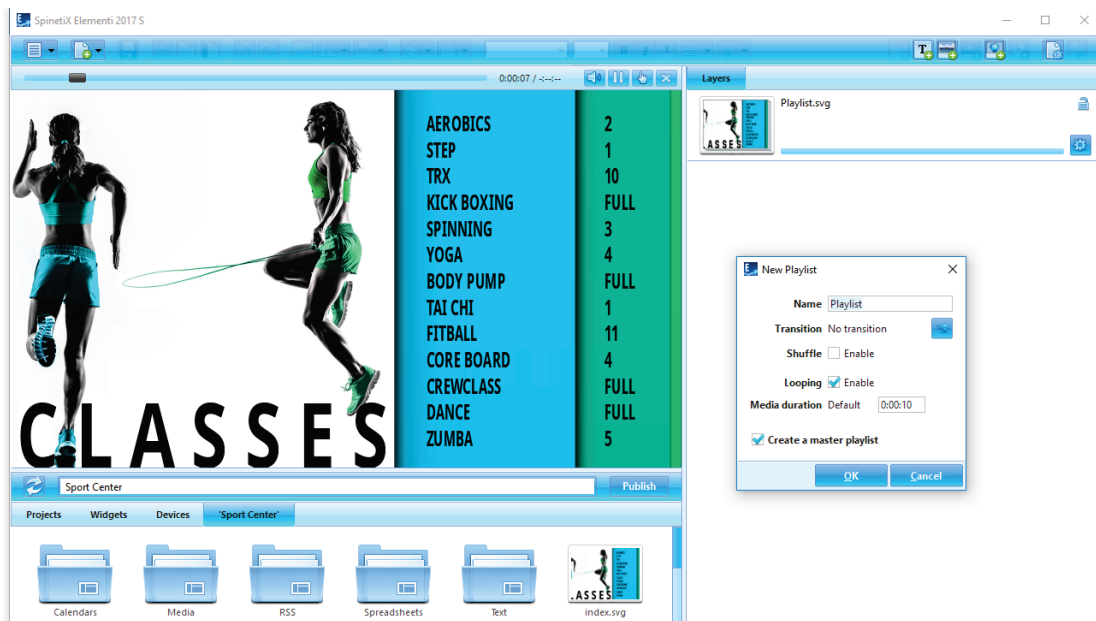 SpinetiX Elementi 2017 S
B I T
0:00:07 / -:--:--
AEROBICS 2
STEP 1
TRX 10
KICK BOXING FULL
SPINNING 3
YOGA 4
BODY PUMP FULL
TAI CHI 1
FITBALL 11
CORE BOARD 4
CREWCLASS FULL
DANCE FULL
ZUMBA 5
CLASSES
Sport Center
Publish
Projects Widgets Devices 'Sport Center'
Calendars Media RSS Spreadsheets Text index.svg
.ASSES
T
Layers
Playlist.svg
.ASSES
New Playlist
Name Playlist
Transition No transition
Shuffle Enable
Looping Enable
Media duration Default 0:00:10
Create a master playlist
OK Cancel